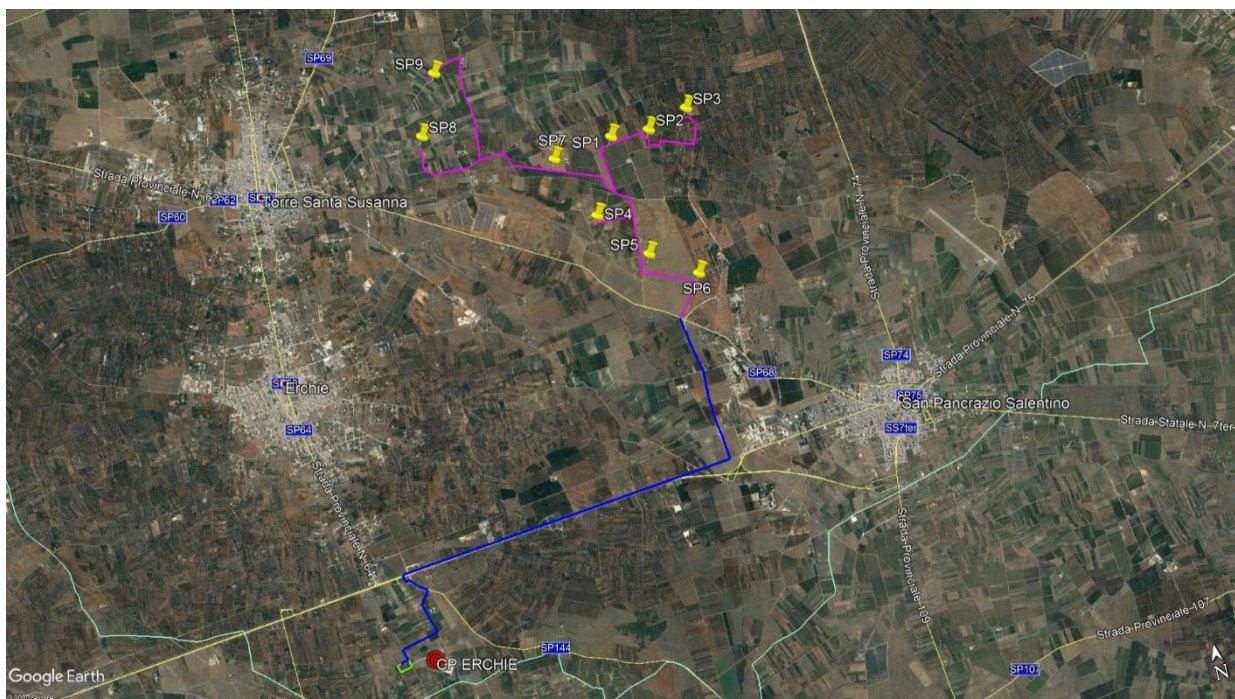 SP69
SP9
SP3
SP8
SP2
SP7
SP1
Strada Provinciale N. 62
SP62
Torre Santa Susanna
SP60
SP4
Strada Provinciale N. 74
SP5
SP6
SP74
Strada Provinciale N. 75
SP68
Erchie
SP75
San Pancrazio Salentino
SP64
SS7ter
Strada Statale N. 7ter
Strada Provinciale N. 64
Strada Provinciale 109
Strada Provinciale 107
SP144
CP ERCHIE
SP107
Google Earth
N